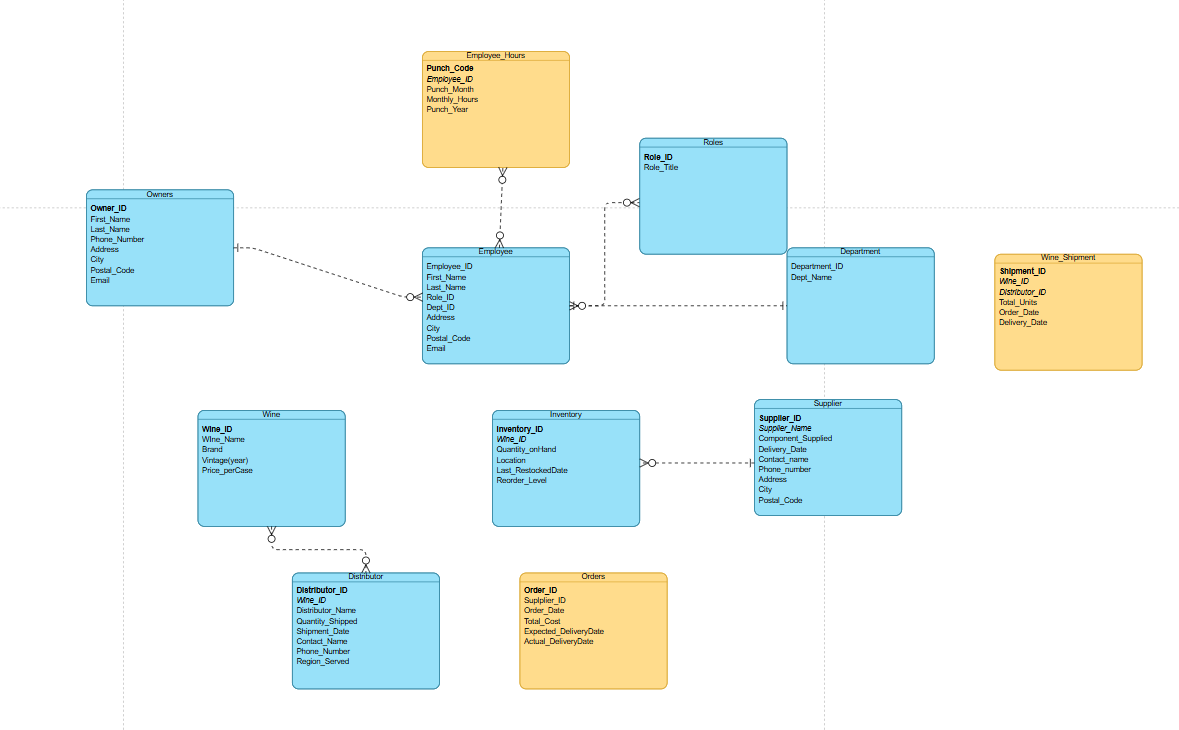 Employee_Hours
Punch_Code
Employee_ID
Punch_Month
Monthly_Hours
Punch_Year
Roles
Role_ID
Role_Title
Owners
Owner_ID
First_Name
Last_Name
Phone_Number
Address
City
Postal_Code
Email
Employee
Employee_ID
First_Name
Last_Name
Role_ID
Dept_ID
Address
City
Postal_Code
Email
Department
Department_ID
Dept_Name
Wine_Shipment
Shipment_ID
Wine_ID
Distributor_ID
Total_Units
Order_Date
Delivery_Date
Wine
WIne_ID
WIne_Name
Brand
Vintage(year)
Price_perCase
Inventory
Inventory_ID
Wine_ID
Quantity_onHand
Location
Last_RestockedDate
Reorder_Level
Supplier
Supplier_ID
Supplier_Name
Component_Supplied
Delivery_Date
Contact_name
Phone_number
Address
City
Postal_Code
Distributor
Distributor_ID
Wine_ID
Distributor_Name
Quantity_Shipped
Shipment_Date
Contact_Name
Phone_Number
Region_Served
Orders
Order_ID
Suplplier_ID
Order_Date
Total_Cost
Expected_DeliveryDate
Actual_DeliveryDate